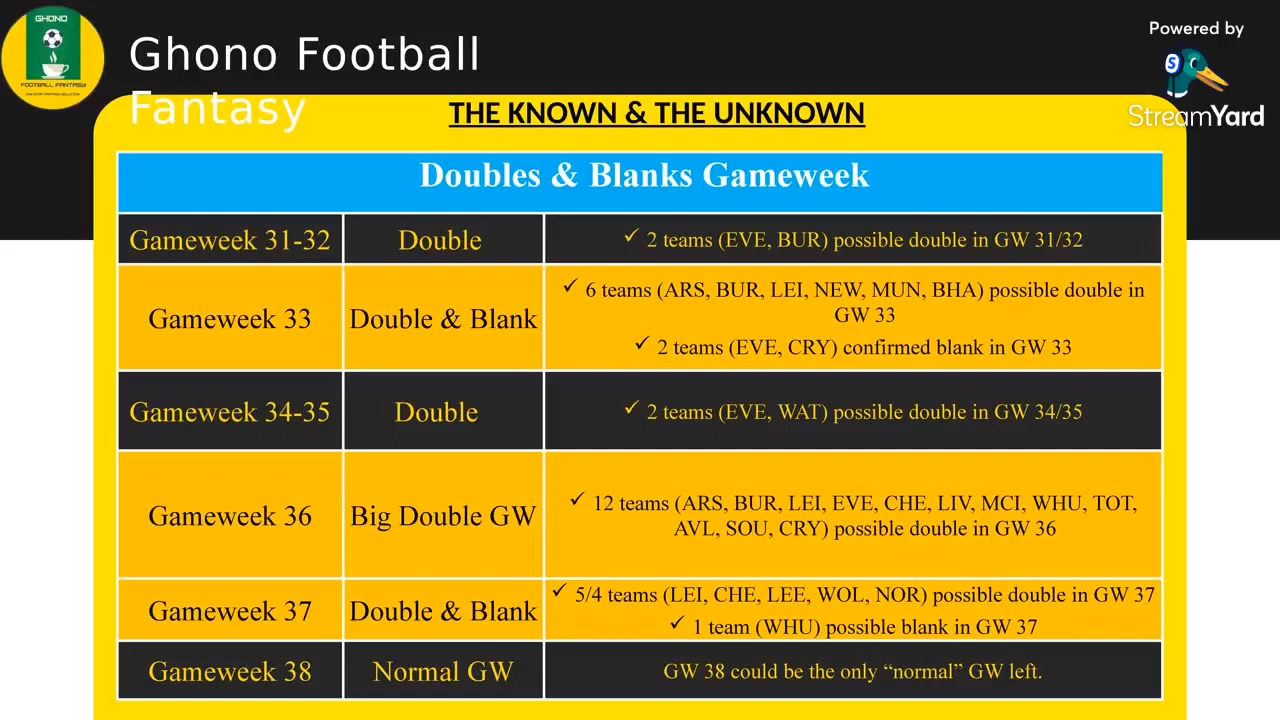 GHONO
FOOTBALL FANTASY
Ghono Football
Fantasy
Powered by
S
StreamYard
THE KNOWN & THE UNKNOWN
Doubles & Blanks Gameweek
Gameweek 31-32
Double
✓ 2 teams (EVE, BUR) possible double in GW 31/32
Gameweek 33
Double & Blank
✓ 6 teams (ARS, BUR, LEI, NEW, MUN, BHA) possible double in
GW 33
✓ 2 teams (EVE, CRY) confirmed blank in GW 33
Gameweek 34-35
Double
✓ 2 teams (EVE, WAT) possible double in GW 34/35
Gameweek 36
Big Double GW
✓ 12 teams (ARS, BUR, LEI, EVE, CHE, LIV, MCI, WHU, TOT,
AVL, SOU, CRY) possible double in GW 36
Gameweek 37
Double & Blank
✓ 5/4 teams (LEI, CHE, LEE, WOL, NOR) possible double in GW 37
✓ 1 team (WHU) possible blank in GW 37
Gameweek 38
Normal GW
GW 38 could be the only “normal” GW left.